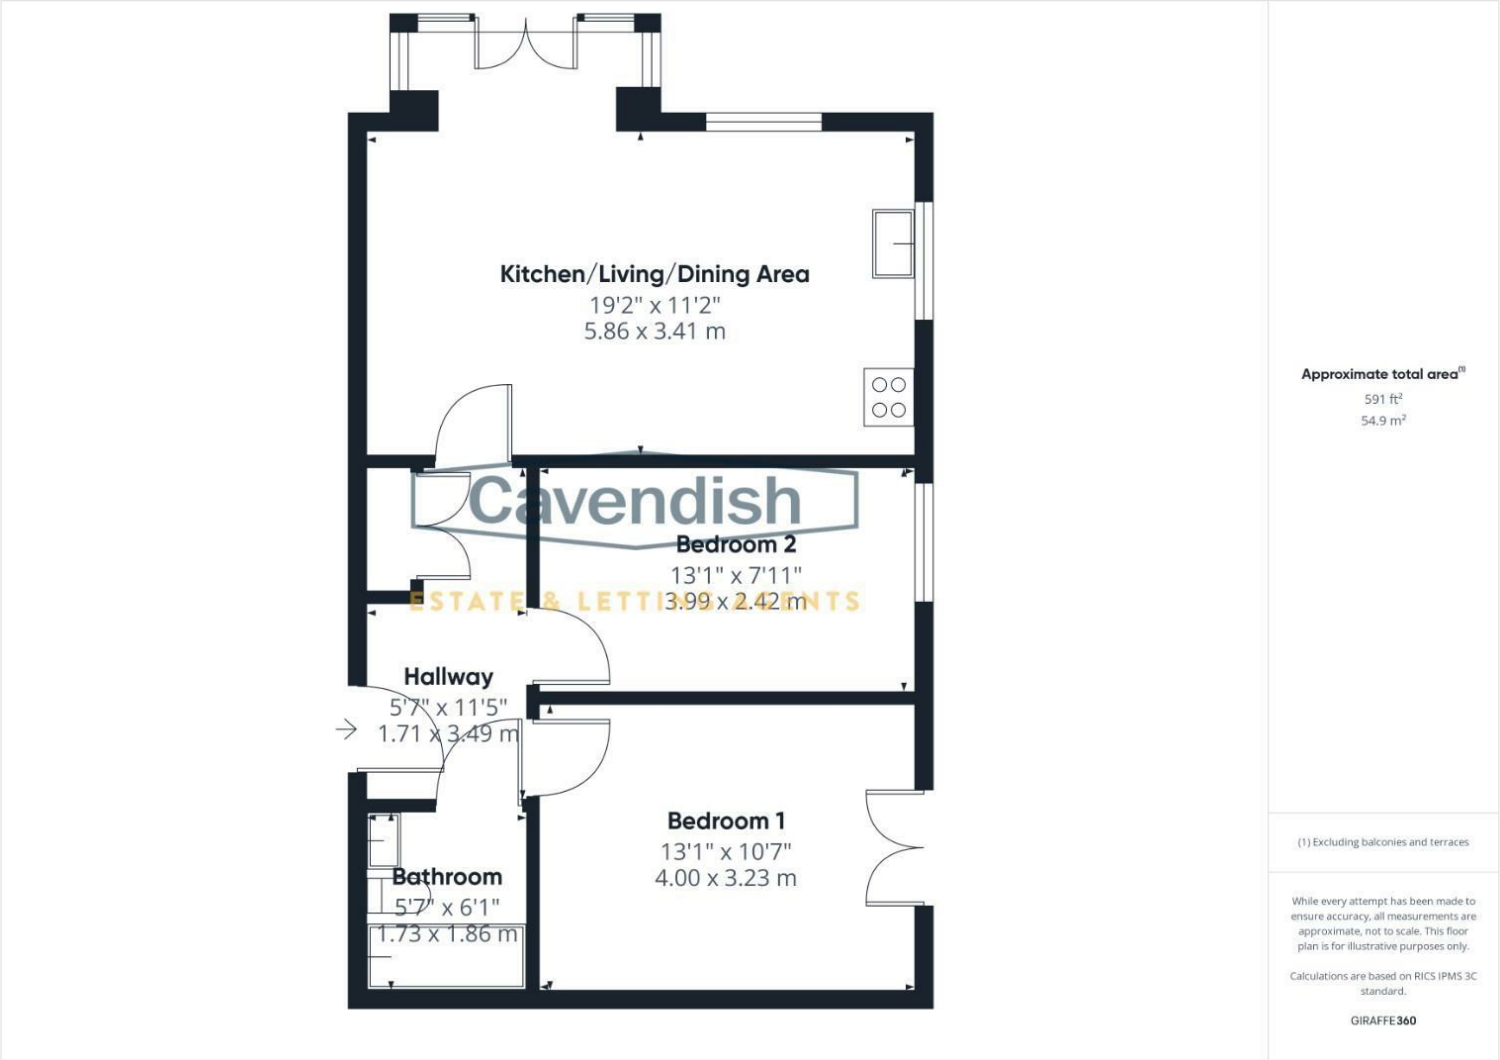 Kitchen/Living/Dining Area
19'2" x 11'2"
5.86 x 3.41 m
Cavendish
ESTATE & LETTING AGENTS
Bedroom 2
13'1" x 7'11"
3.99 x 2.42 m
Hallway
5'7" x 11'5"
1.71 x 3.49 m
Bedroom 1
13'1" x 10'7"
4.00 x 3.23 m
Bathroom
5'7" x 6'1"
1.73 x 1.86 m
Approximate total area⁽¹⁾
591 ft²
54.9 m²
(1) Excluding balconies and terraces
While every attempt has been made to
ensure accuracy, all measurements are
approximate, not to scale. This floor
plan is for illustrative purposes only.
Calculations are based on RICS IPMS 3C
standard.
GIRAFFE360